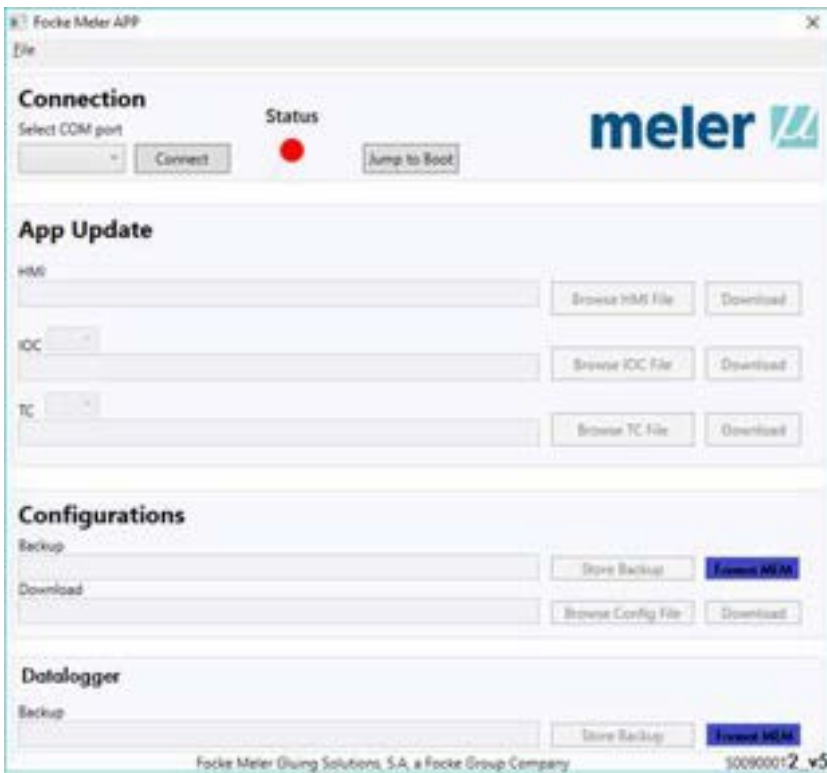 Focke Meler APP
File
Connection
Select COM port
Status
Connect
Jump to Boot
meler
App Update
HMI
Browse HMI File
Download
IOC
Browse IOC File
Download
TC
Browse TC File
Download
Configurations
Backup
Store Backup
Format MEM
Download
Browse Config File
Download
Datalogger
Backup
Store Backup
Format MEM
Focke Meler Gluing Solutions, S.A, a Focke Group Company
S00900012_v5